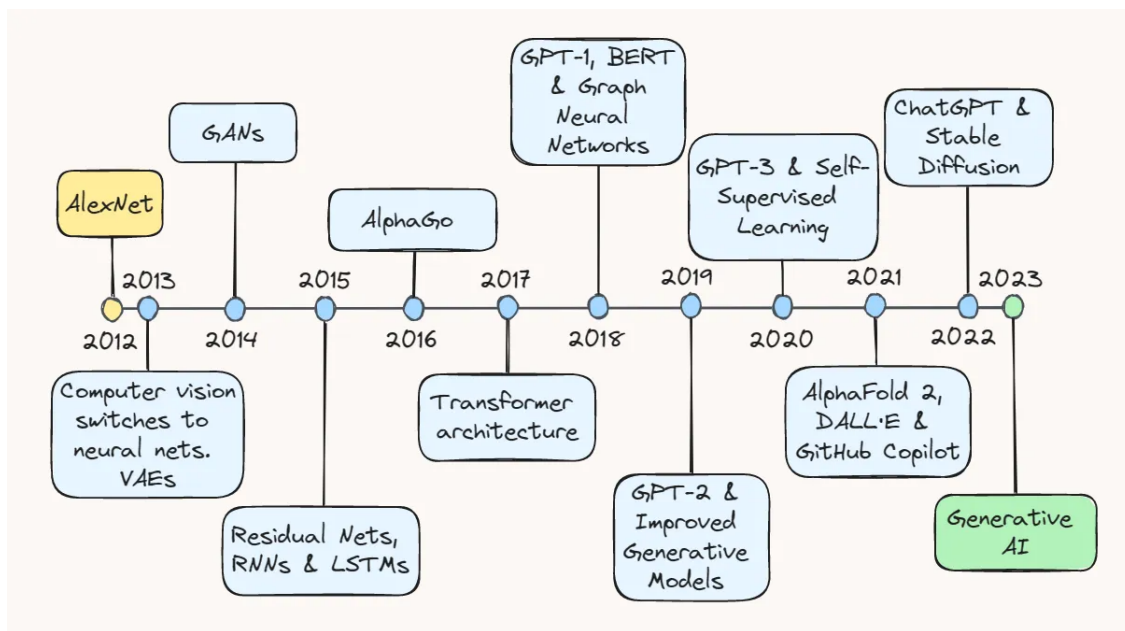 AlexNet
2012
2013
Computer vision
switches to
neural nets.
VAEs
GANs
2014
2015
Residual Nets,
RNNs & LSTMs
AlphaGo
2016
2017
Transformer
architecture
GPT-1, BERT
& Graph
Neural
Networks
2018
2019
GPT-2 &
Improved
Generative
Models
GPT-3 & Self-
Supervised
Learning
2020
2021
AlphaFold 2,
DALL·E &
GitHub Copilot
ChatGPT &
Stable
Diffusion
2022
2023
Generative
AI